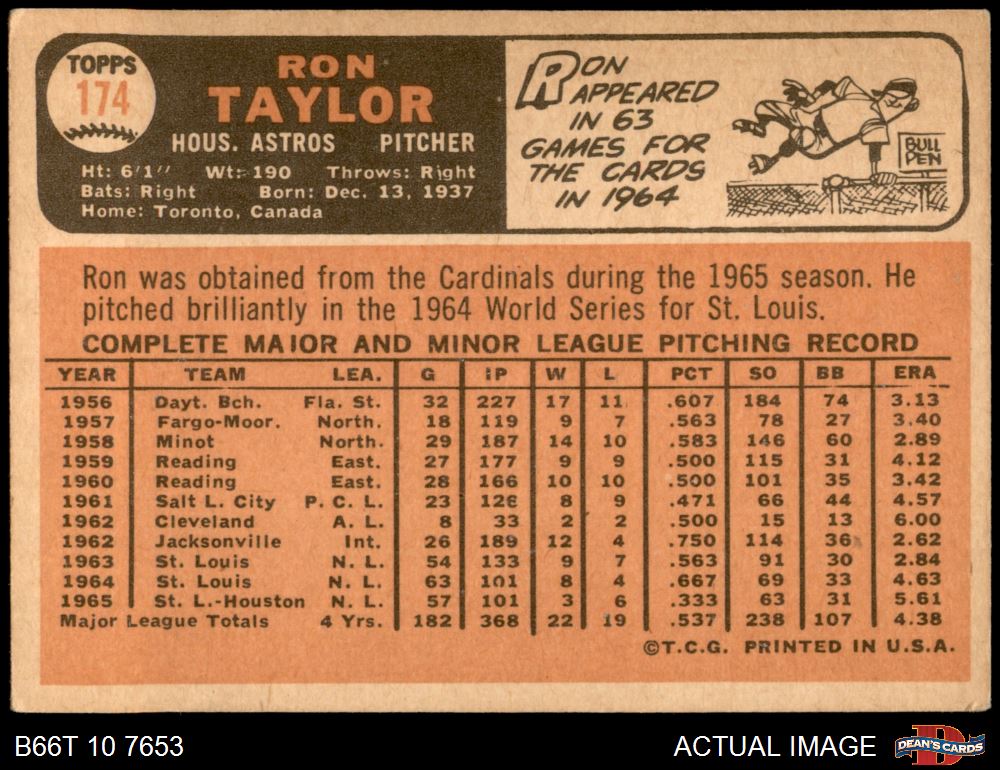 TOPPS
174
RON
TAYLOR
HOUS. ASTROS PITCHER
Ht: 6'1" Wt: 190 Throws: Right
Bats: Right Born: Dec. 13, 1937
Home: Toronto, Canada
RON
APPEARED
IN 63
GAMES FOR
THE CARDS
IN 1964
BULL
PEN
Ron was obtained from the Cardinals during the 1965 season. He
pitched brilliantly in the 1964 World Series for St. Louis.
COMPLETE MAJOR AND MINOR LEAGUE PITCHING RECORD
YEAR TEAM LEA. G IP W L PCT SO BB ERA
1956 Dayt. Bch. Fla. St. 32 227 17 11 .607 184 74 3.13
1957 Fargo-Moor. North. 18 119 9 7 .563 78 27 3.40
1958 Minot North. 29 187 14 10 .583 146 60 2.89
1959 Reading East. 27 177 9 9 .500 115 31 4.12
1960 Reading East. 28 166 10 10 .500 101 35 3.42
1961 Salt L. City P. C. L. 23 126 8 9 .471 66 44 4.57
1962 Cleveland A. L. 8 33 2 2 .500 15 13 6.00
1962 Jacksonville Int. 26 189 12 4 .750 114 36 2.62
1963 St. Louis N. L. 54 133 9 7 .563 91 30 2.84
1964 St. Louis N. L. 63 101 8 4 .667 69 33 4.63
1965 St. L.-Houston N. L. 57 101 3 6 .333 63 31 5.61
Major League Totals 4 Yrs. 182 368 22 19 .537 238 107 4.38
©T.C.G. PRINTED IN U.S.A.
B66T 10 7653
ACTUAL IMAGE
D
DEAN'S CARDS